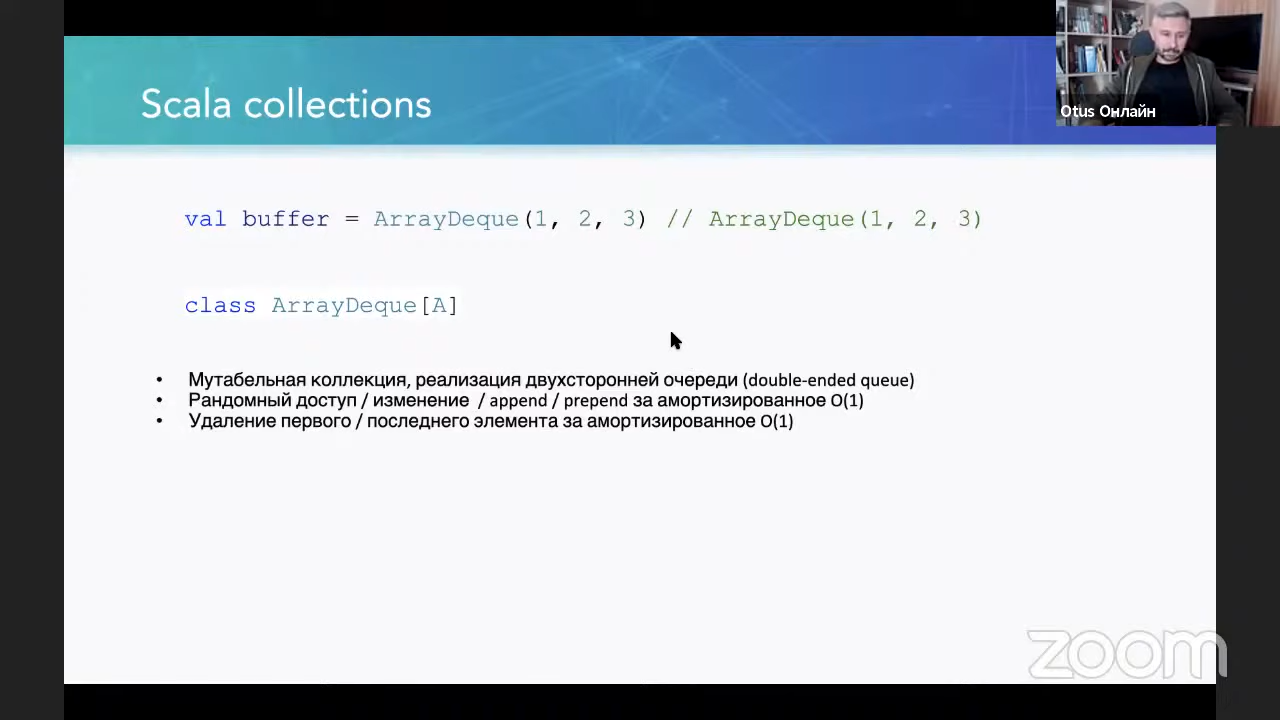 Scala collections
Otus Онлайн
val buffer = ArrayDeque(1, 2, 3) // ArrayDeque(1, 2, 3)
class ArrayDeque[A]
• Мутабельная коллекция, реализация двухсторонней очереди (double-ended queue)
• Рандомный доступ / изменение / append / prepend за амортизированное O(1)
• Удаление первого / последнего элемента за амортизированное O(1)
zoom